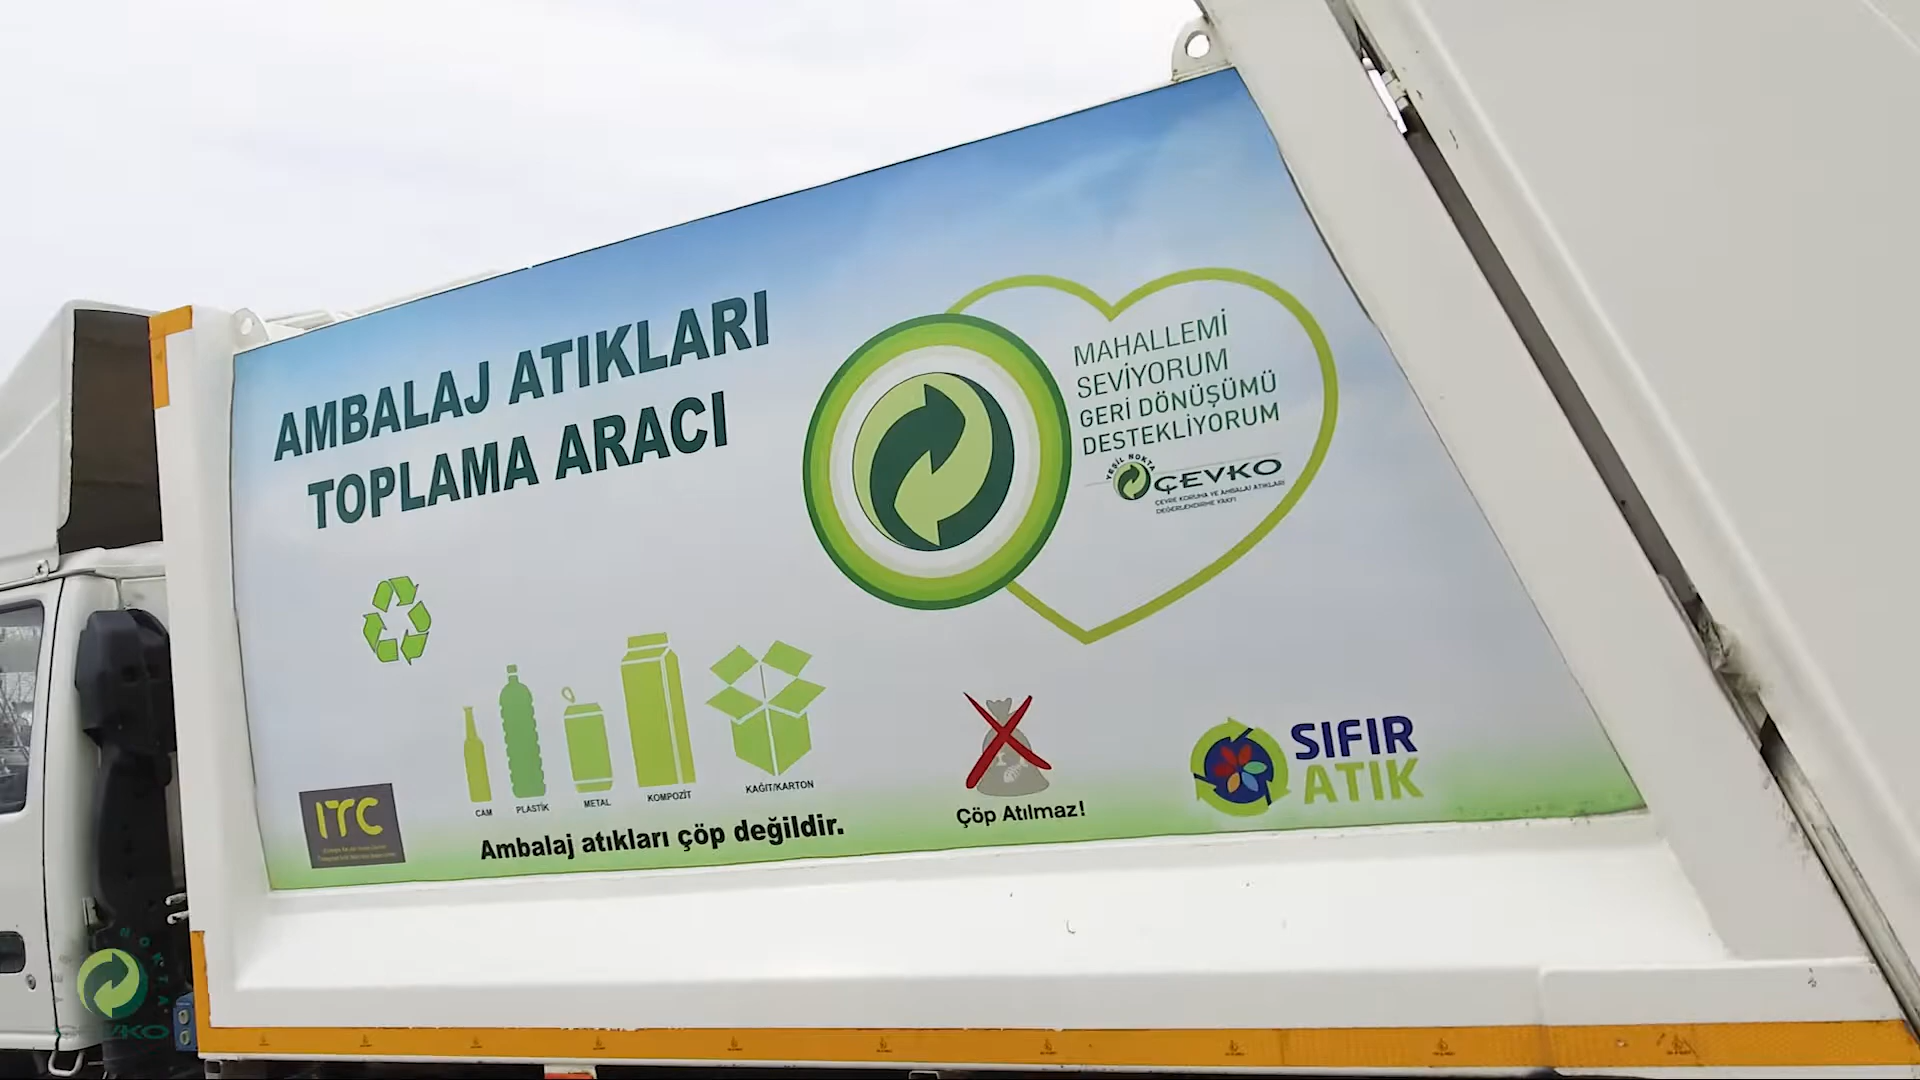 AMBALAJ ATIKLARI
TOPLAMA ARACI
MAHALLEMİ
SEVİYORUM
GERİ DÖNÜŞÜMÜ
DESTEKLİYORUM
YEŞİL NOKTA
ÇEVKO
ÇEVRE KORUMA VE AMBALAJ ATIKLARI
DEĞERLENDİRME VAKFI
CAM
PLASTİK
METAL
KOMPOZİT
KAĞIT/KARTON
Ambalaj atıkları çöp değildir.
Çöp Atılmaz!
SIFIR
ATIK
ITC
ÇEVKO